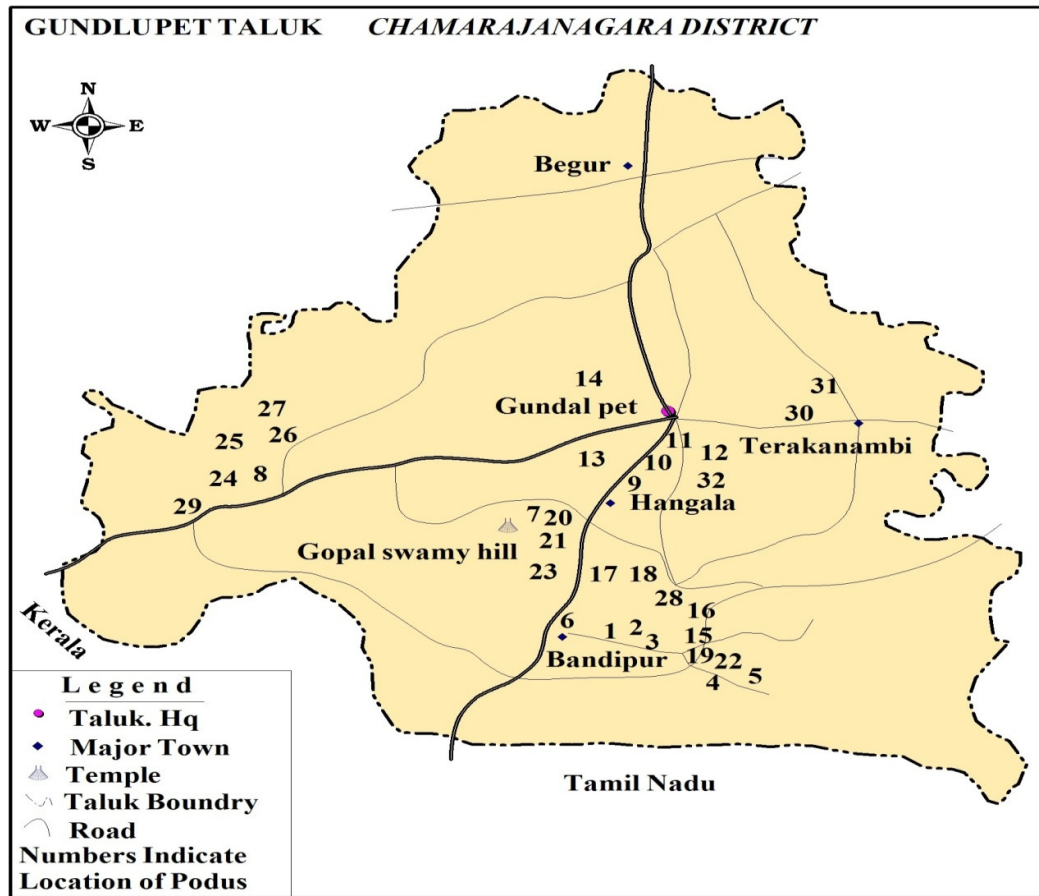 GUNDLUPET TALUK CHAMARAJANAGARA DISTRICT
N
W E
S
Begur
14
31
27
Gundal pet
30
25 26
11
Terakanambi
13 10 12
24 8
9 32
29
Hangala
7 20
Gopal swamy hill 21
23 17 18
28
16
6 1 2
3 15
Bandipur
19 22
4 5
Kerala
Tamil Nadu
Legend
Taluk. Hq
Major Town
Temple
Taluk Boundry
Road
Numbers Indicate
Location of Podus